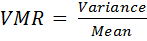 VMR = Variance / Mean